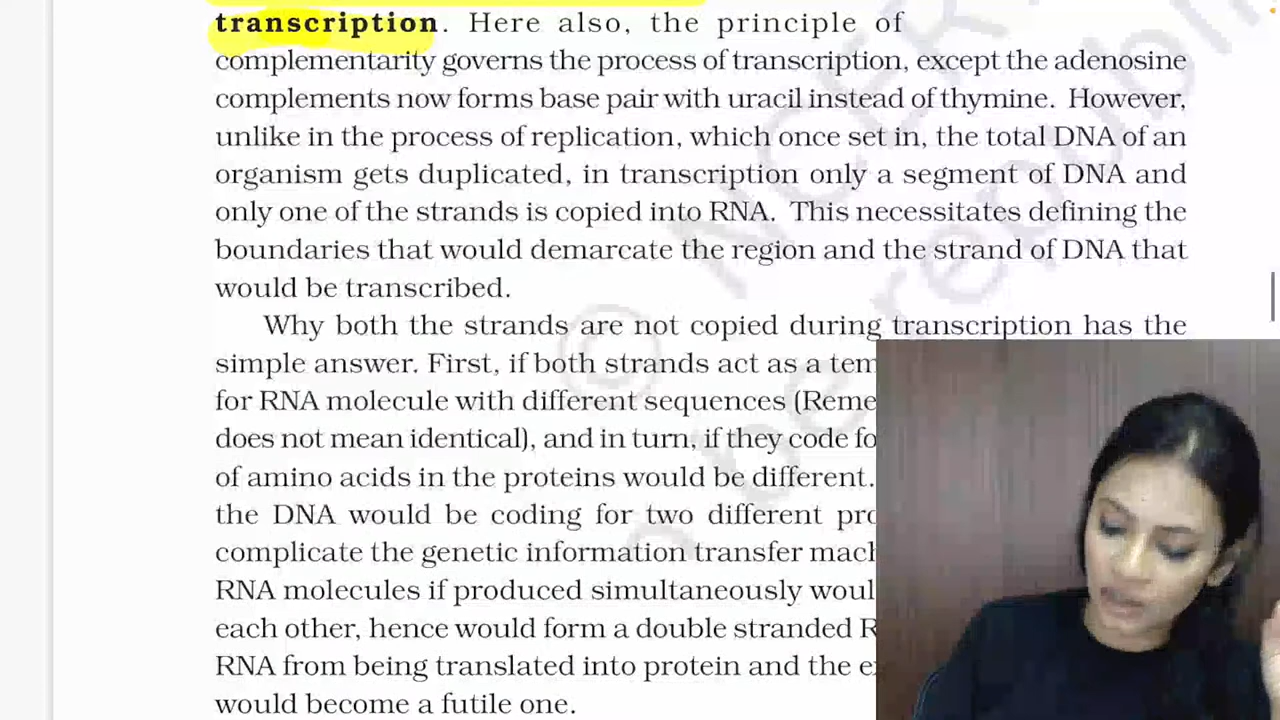 transcription. Here also, the principle of
complementarity governs the process of transcription, except the adenosine
complements now forms base pair with uracil instead of thymine. However,
unlike in the process of replication, which once set in, the total DNA of an
organism gets duplicated, in transcription only a segment of DNA and
only one of the strands is copied into RNA. This necessitates defining the
boundaries that would demarcate the region and the strand of DNA that
would be transcribed.
Why both the strands are not copied during transcription has the
simple answer. First, if both strands act as a tem
for RNA molecule with different sequences (Reme
does not mean identical), and in turn, if they code fo
of amino acids in the proteins would be different.
the DNA would be coding for two different pro
complicate the genetic information transfer mach
RNA molecules if produced simultaneously woul
each other, hence would form a double stranded R
RNA from being translated into protein and the e
would become a futile one.
© NCER
be republi